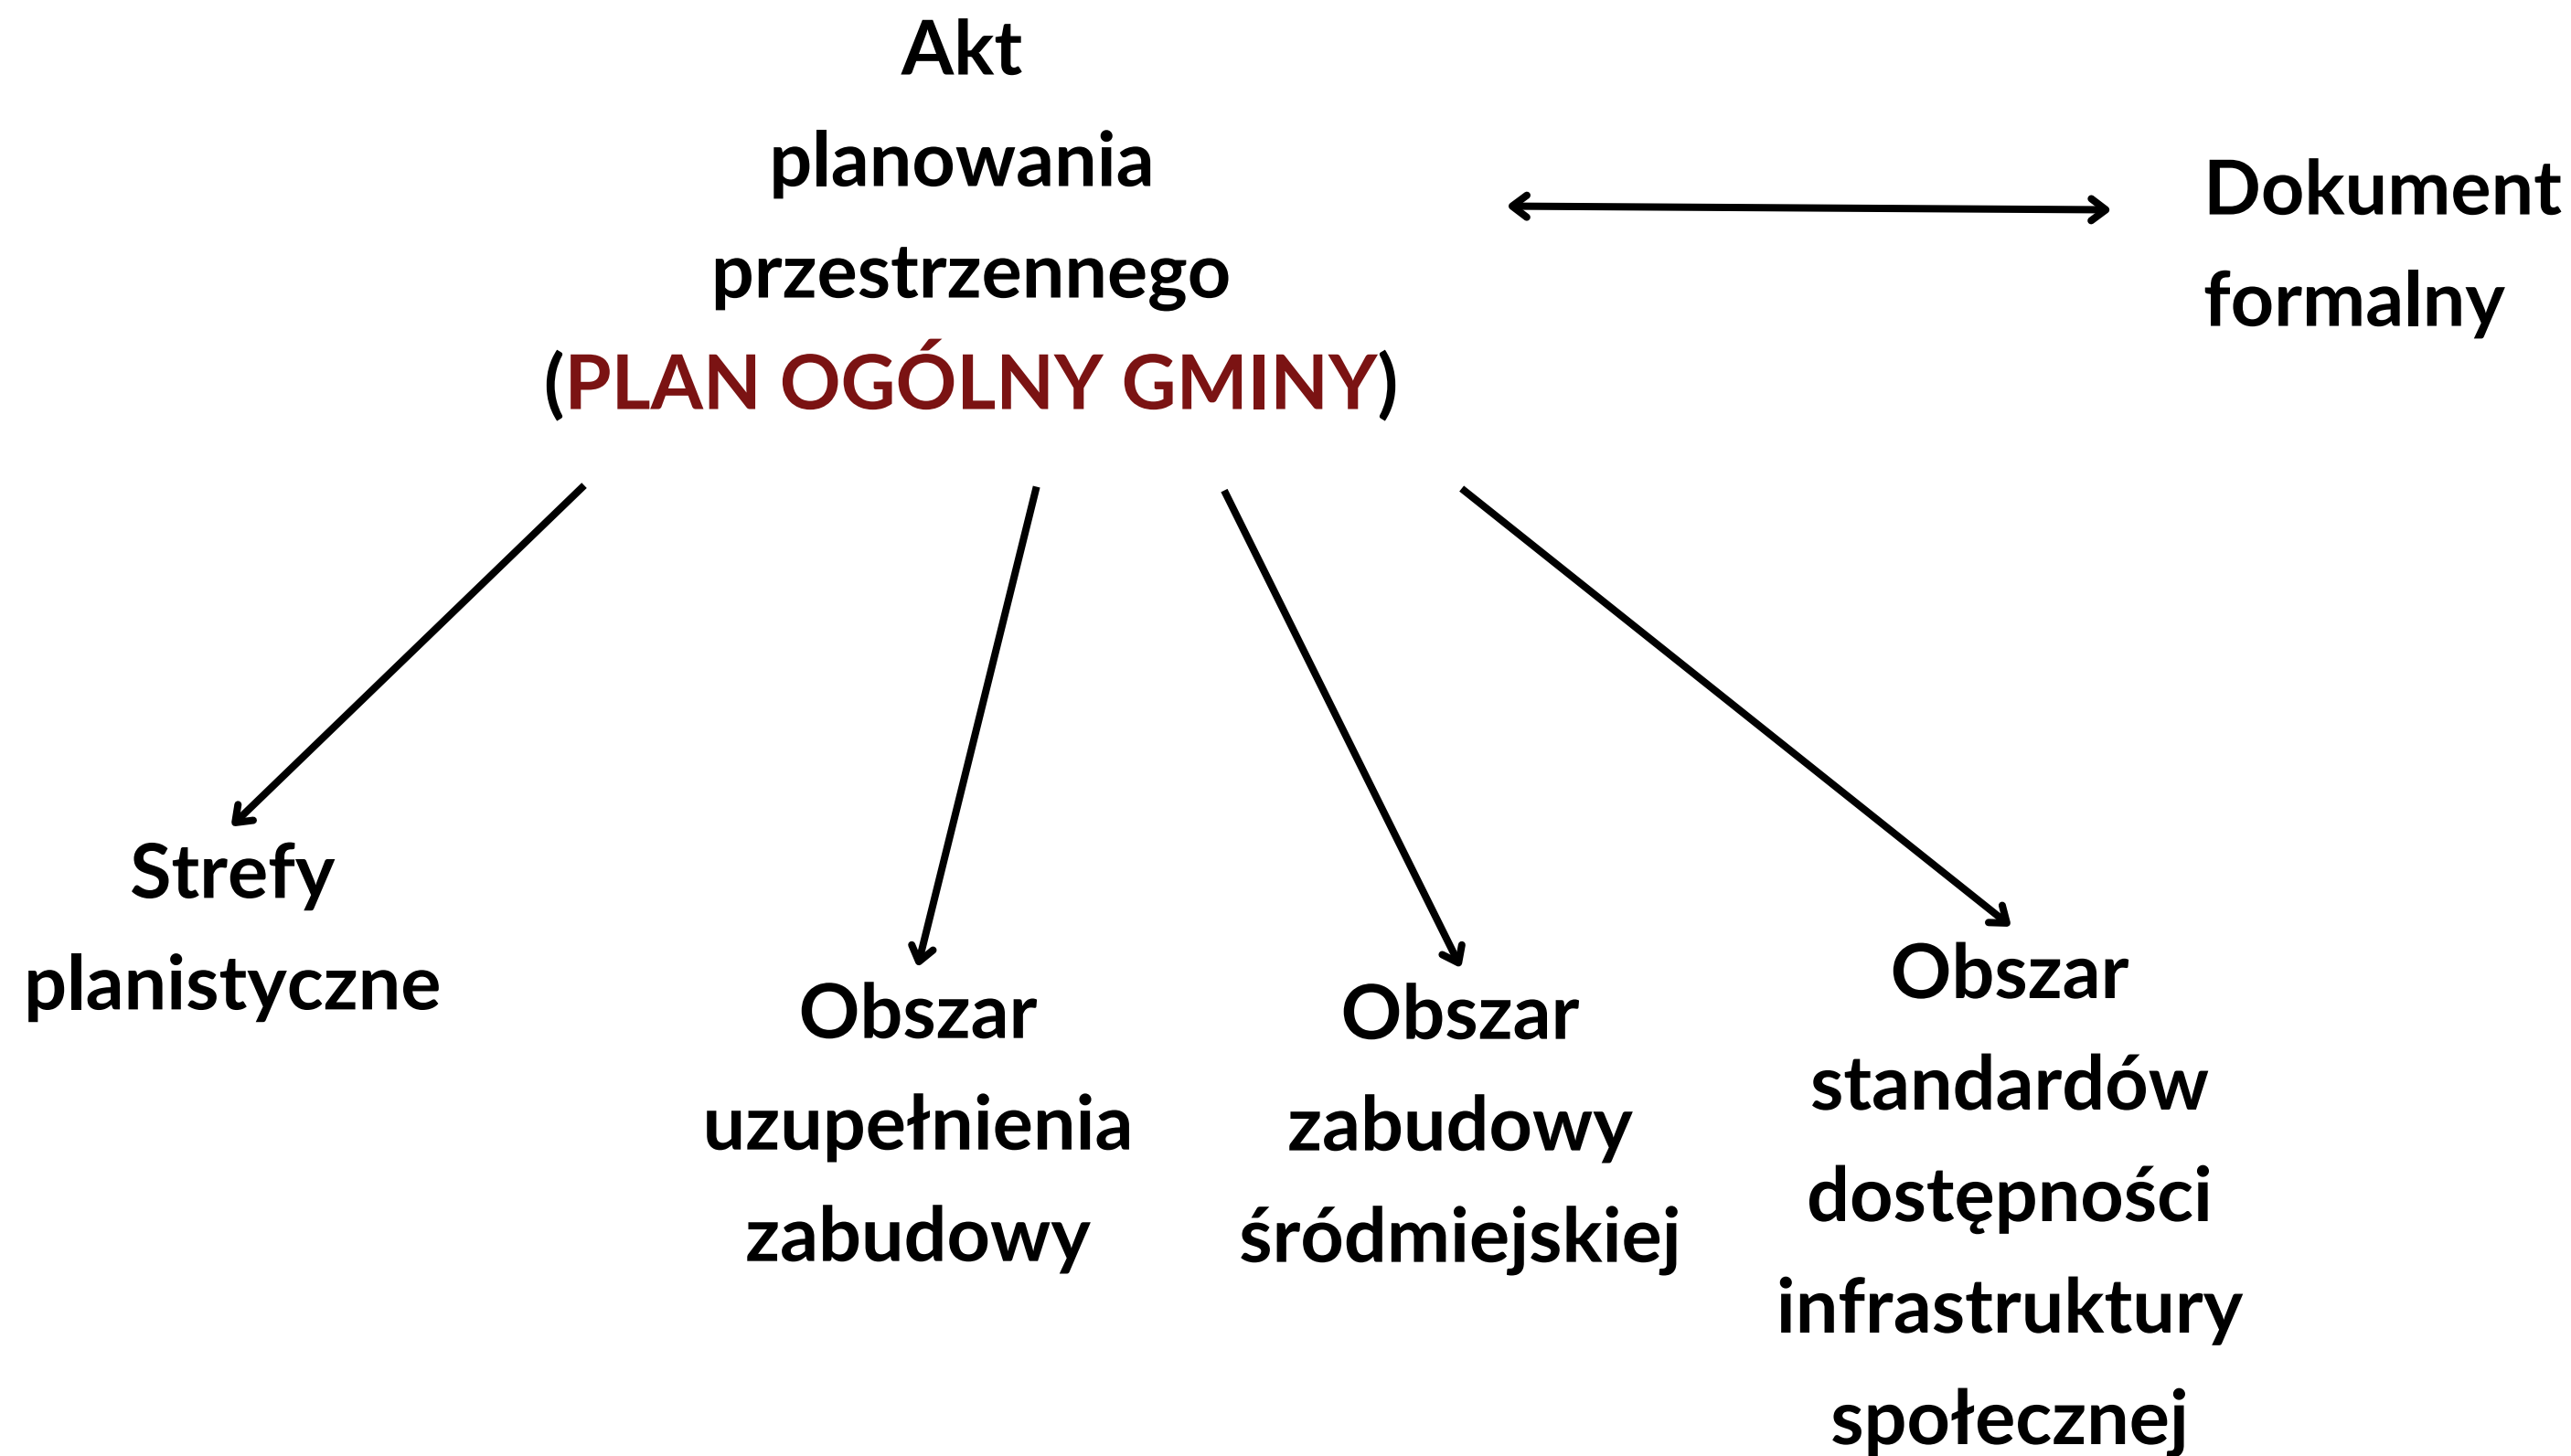 Akt
planowania
przestrzennego
(PLAN OGÓLNY GMINY)
Dokument
formalny
Strefy
planistyczne
Obszar
uzupełnienia
zabudowy
Obszar
zabudowy
śródmiejskiej
Obszar
standardów
dostępności
infrastruktury
społecznej